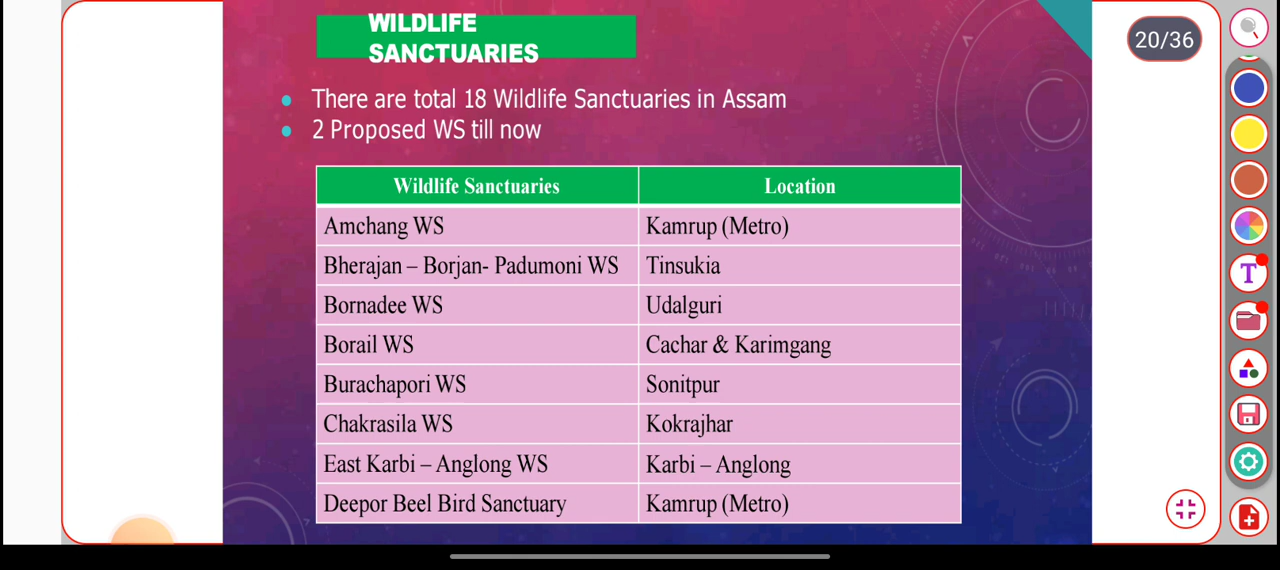 WILDLIFE
SANCTUARIES
20/36
There are total 18 Wildlife Sanctuaries in Assam
2 Proposed WS till now
Wildlife Sanctuaries Location
Amchang WS Kamrup (Metro)
Bherajan – Borjan- Padumoni WS Tinsukia
Bornadee WS Udalguri
Borail WS Cachar & Karimgang
Burachapori WS Sonitpur
Chakrasila WS Kokrajhar
East Karbi – Anglong WS Karbi – Anglong
Deepor Beel Bird Sanctuary Kamrup (Metro)
T